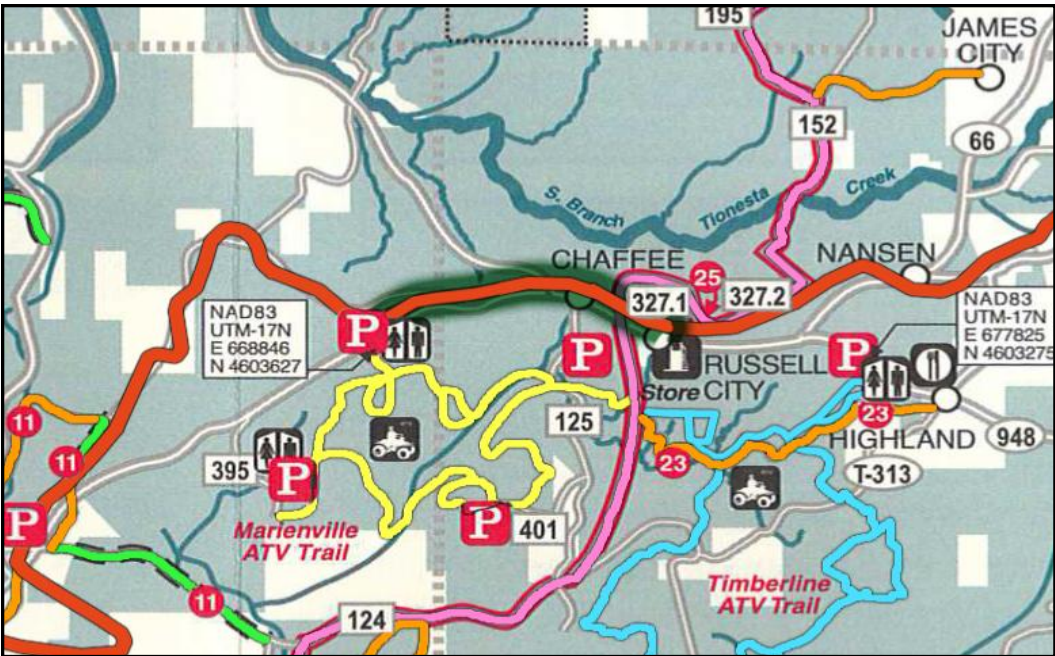 195
JAMES
CITY
152
66
S. Branch
Tionesta
Creek
CHAFFEE
NANSEN
25
327.1
327.2
NAD83
UTM-17N
E 668846
N 4603627
P
NAD83
UTM-17N
E 677825
N 4603275
P
P
RUSSELL
CITY
Store
125
11
11
395
P
23
HIGHLAND
948
23
T-313
P
P
401
Marienville
ATV Trail
Timberline
ATV Trail
11
124